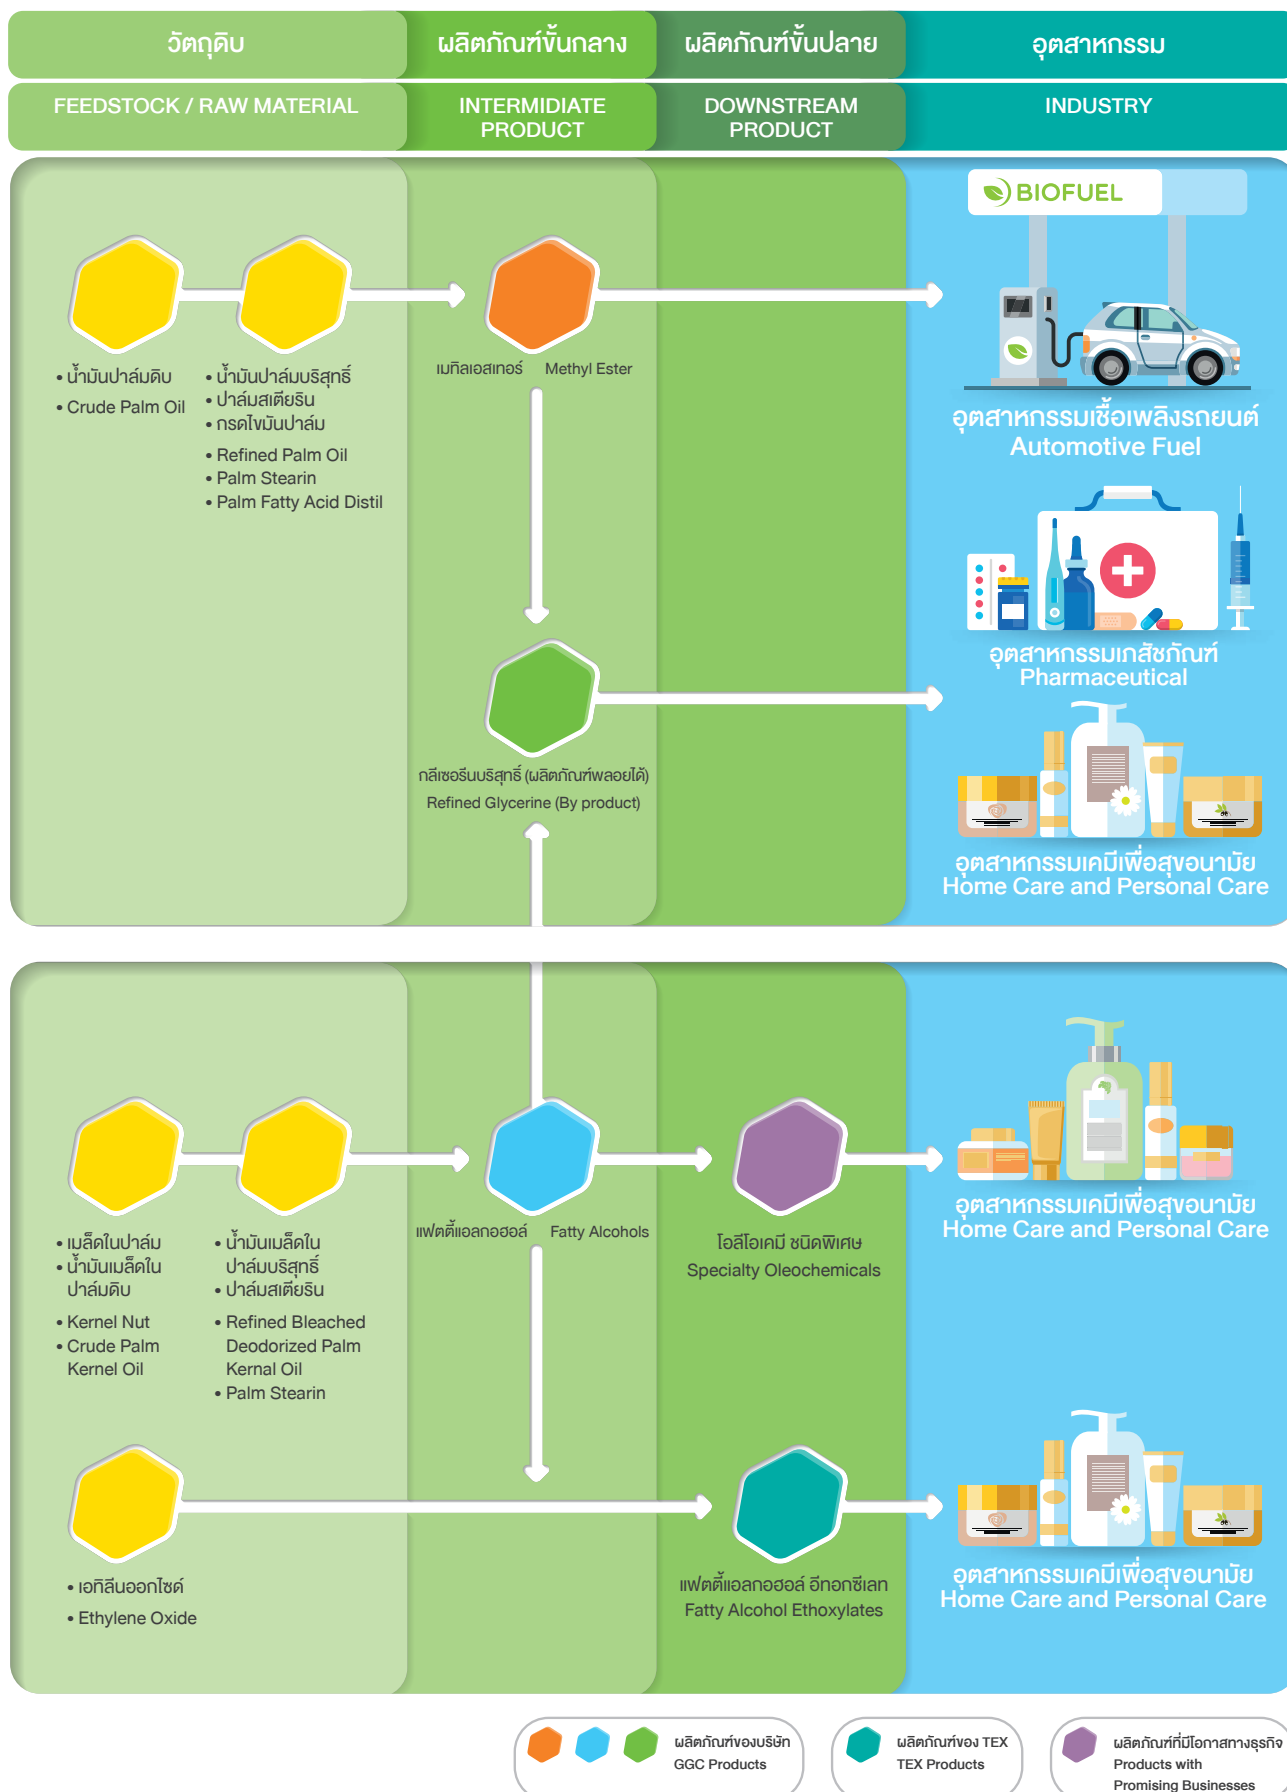 วัตถุดิบ
ผลิตภัณฑ์ขั้นกลาง
ผลิตภัณฑ์ขั้นปลาย
อุตสาหกรรม
FEEDSTOCK / RAW MATERIAL
INTERMIDIATE
PRODUCT
DOWNSTREAM
PRODUCT
INDUSTRY
BIOFUEL
• น้ำมันปาล์มดิบ
• Crude Palm Oil
• น้ำมันปาล์มบริสุทธิ์
• ปาล์มสเตียริน
• กรดไขมันปาล์ม
• Refined Palm Oil
• Palm Stearin
• Palm Fatty Acid Distil
เมทิลเอสเทอร์ Methyl Ester
อุตสาหกรรมเชื้อเพลิงรถยนต์
Automotive Fuel
อุตสาหกรรมเภสัชภัณฑ์
Pharmaceutical
กลีเซอรีนบริสุทธิ์ (ผลิตภัณฑ์พลอยได้)
Refined Glycerine (By product)
อุตสาหกรรมเคมีเพื่อสุขอนามัย
Home Care and Personal Care
• เมล็ดในปาล์ม
• น้ำมันเมล็ดใน
ปาล์มดิบ
• Kernel Nut
• Crude Palm
Kernel Oil
• น้ำมันเมล็ดใน
ปาล์มบริสุทธิ์
• ปาล์มสเตียริน
• Refined Bleached
Deodorized Palm
Kernal Oil
• Palm Stearin
แฟตตี้แอลกอฮอล์ Fatty Alcohols
โอลีโอเคมี ชนิดพิเศษ
Specialty Oleochemicals
อุตสาหกรรมเคมีเพื่อสุขอนามัย
Home Care and Personal Care
• เอทิลีนออกไซด์
• Ethylene Oxide
แฟตตี้แอลกอฮอล์ อีทอกซีเลท
Fatty Alcohol Ethoxylates
อุตสาหกรรมเคมีเพื่อสุขอนามัย
Home Care and Personal Care
ผลิตภัณฑ์ของบริษัท
GGC Products
ผลิตภัณฑ์ของ TEX
TEX Products
ผลิตภัณฑ์ที่มีโอกาสทางธุรกิจ
Products with
Promising Businesses